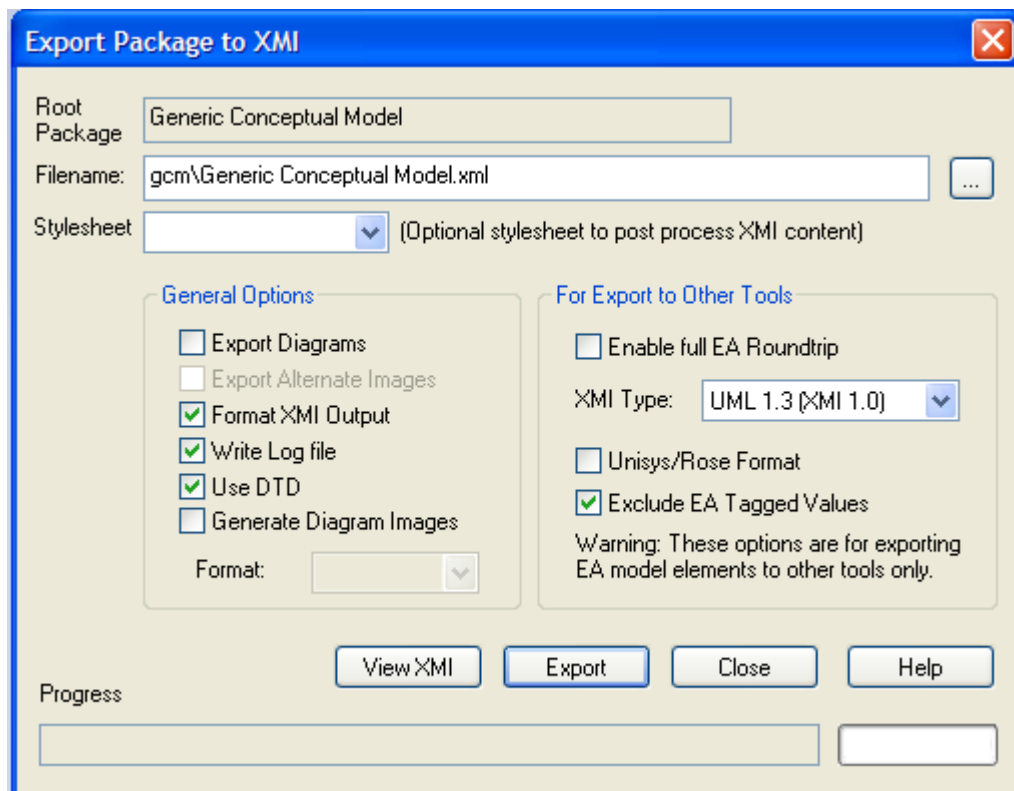 Export Package to XMI
Root
Package
Generic Conceptual Model
Filename:
gcm\Generic Conceptual Model.xml
...
Stylesheet
(Optional stylesheet to post process XMI content)
General Options
Export Diagrams
Export Alternate Images
Format XMI Output
Write Log file
Use DTD
Generate Diagram Images
Format:
For Export to Other Tools
Enable full EA Roundtrip
XMI Type: UML 1.3 (XMI 1.0)
Unisys/Rose Format
Exclude EA Tagged Values
Warning: These options are for exporting
EA model elements to other tools only.
View XMI Export Close Help
Progress